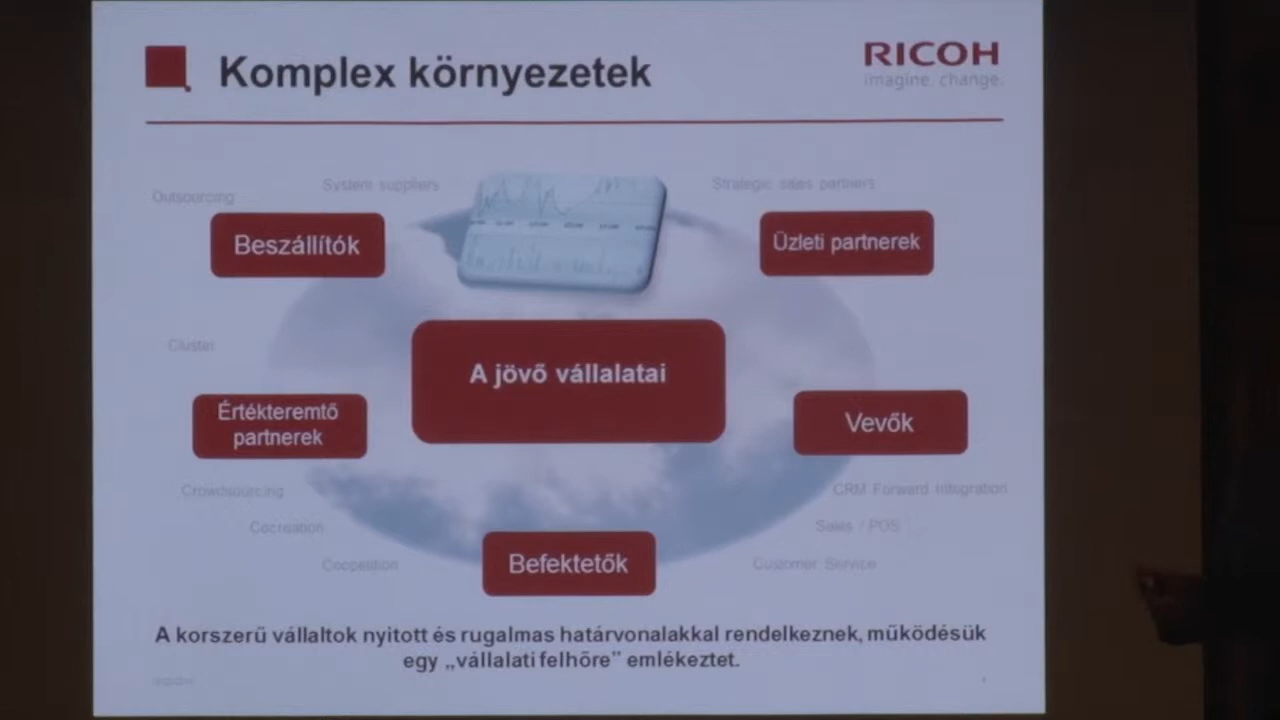 Komplex környezetek
RICOH
imagine. change.
Outsourcing
System suppliers
Strategic sales partners
Beszállítók
Üzleti partnerek
Cluster
A jövő vállalatai
Értékteremtő
partnerek
Vevők
Crowdsourcing
CRM Forward Integration
Cocreation
Sales / POS
Coopetition
Befektetők
Customer Service
A korszerű vállaltok nyitott és rugalmas határvonalakkal rendelkeznek, működésük
egy „vállalati felhőre” emlékeztet.